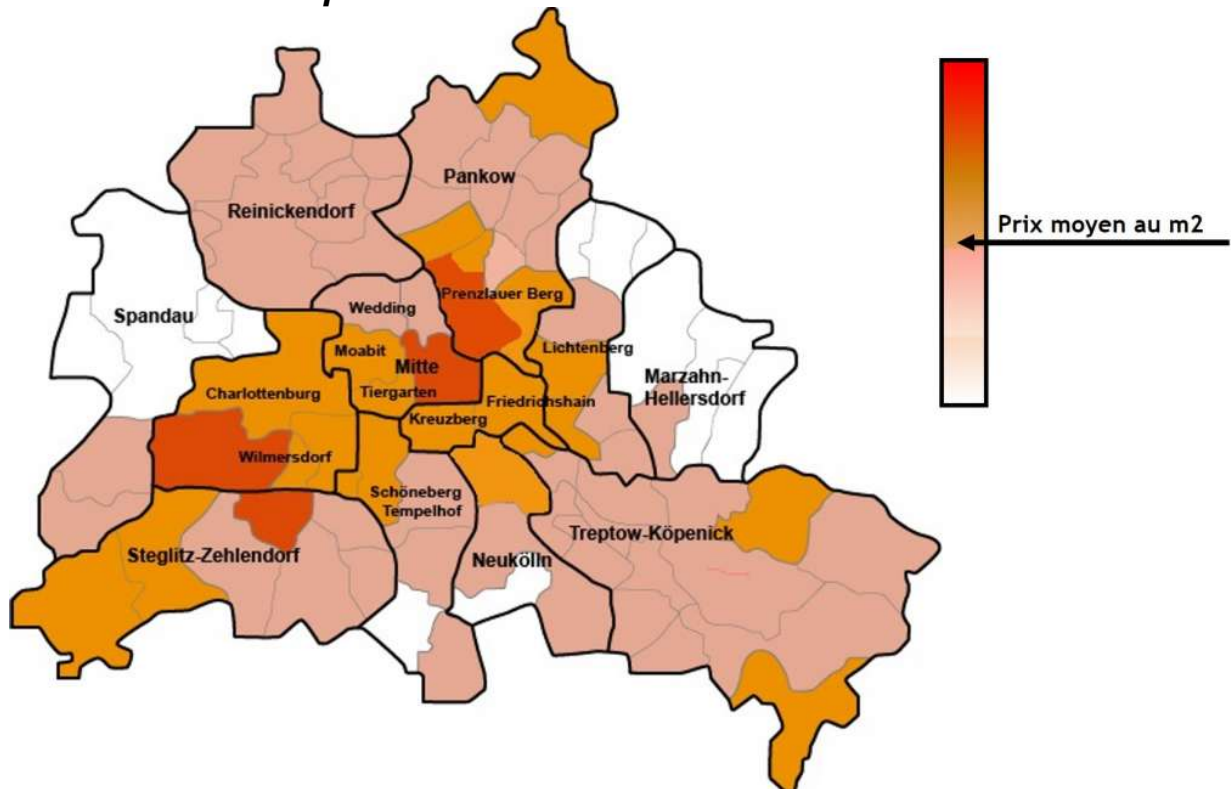 Pankow
Reinickendorf
Prix moyen au m2
Spandau
Wedding
Prenzlauer Berg
Moabit
Mitte
Lichtenberg
Marzahn-
Hellersdorf
Charlottenburg
Tiergarten
Friedrichshain
Kreuzberg
Wilmersdorf
Schöneberg
Tempelhof
Treptow-Köpenick
Steglitz-Zehlendorf
Neukölln